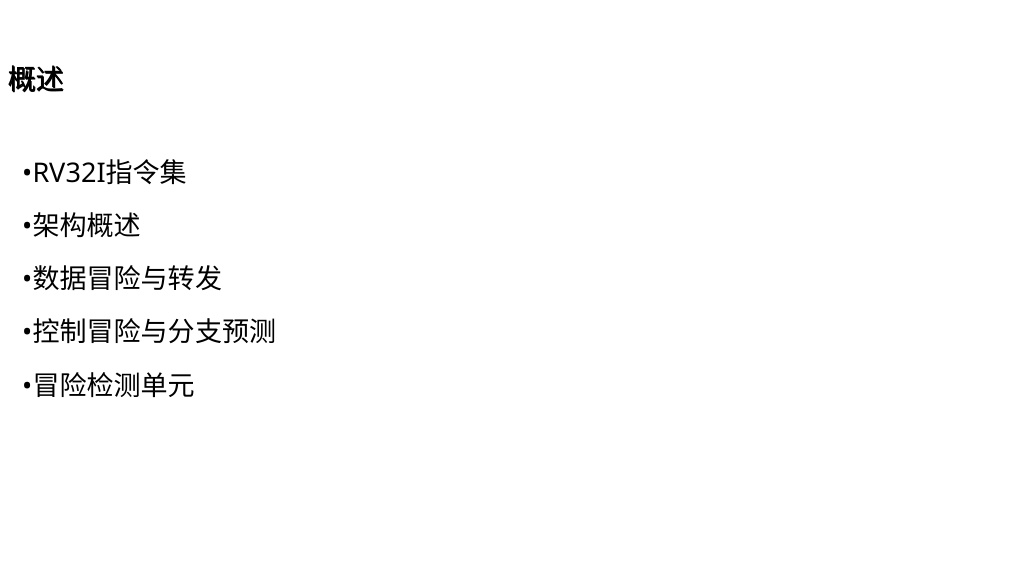 概述
•RV32I指令集
•架构概述
•数据冒险与转发
•控制冒险与分支预测
•冒险检测单元